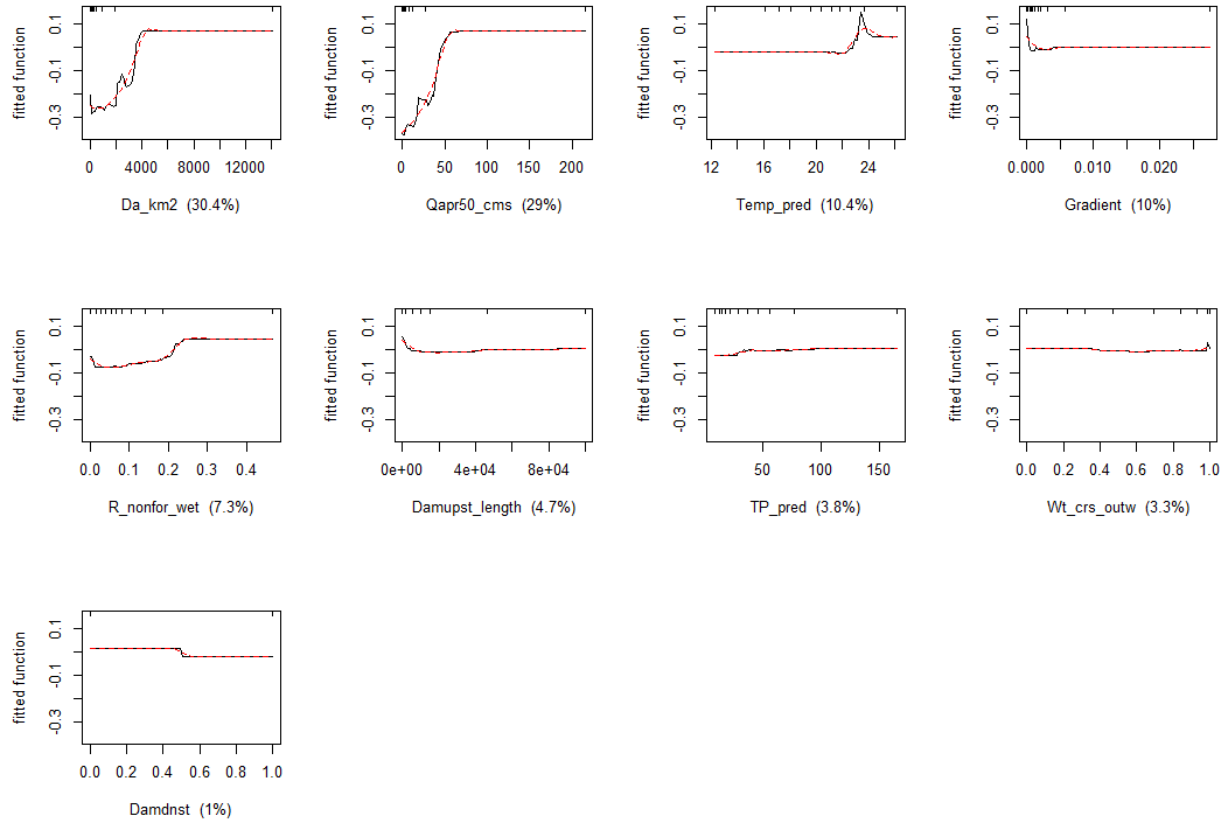 fitted function
-0.3 -0.1 0.1
0 4000 8000 12000
Da_km2 (30.4%)
fitted function
-0.3 -0.1 0.1
0 50 100 150 200
Qapr50_cms (29%)
fitted function
-0.3 -0.1 0.1
12 16 20 24
Temp_pred (10.4%)
fitted function
-0.3 -0.1 0.1
0.000 0.010 0.020
Gradient (10%)
fitted function
-0.3 -0.1 0.1
0.0 0.1 0.2 0.3 0.4
R_nonfor_wet (7.3%)
fitted function
-0.3 -0.1 0.1
0e+00 4e+04 8e+04
Damupst_length (4.7%)
fitted function
-0.3 -0.1 0.1
50 100 150
TP_pred (3.8%)
fitted function
-0.3 -0.1 0.1
0.0 0.2 0.4 0.6 0.8 1.0
Wt_crs_outw (3.3%)
fitted function
-0.3 -0.1 0.1
0.0 0.2 0.4 0.6 0.8 1.0
Damdnst (1%)